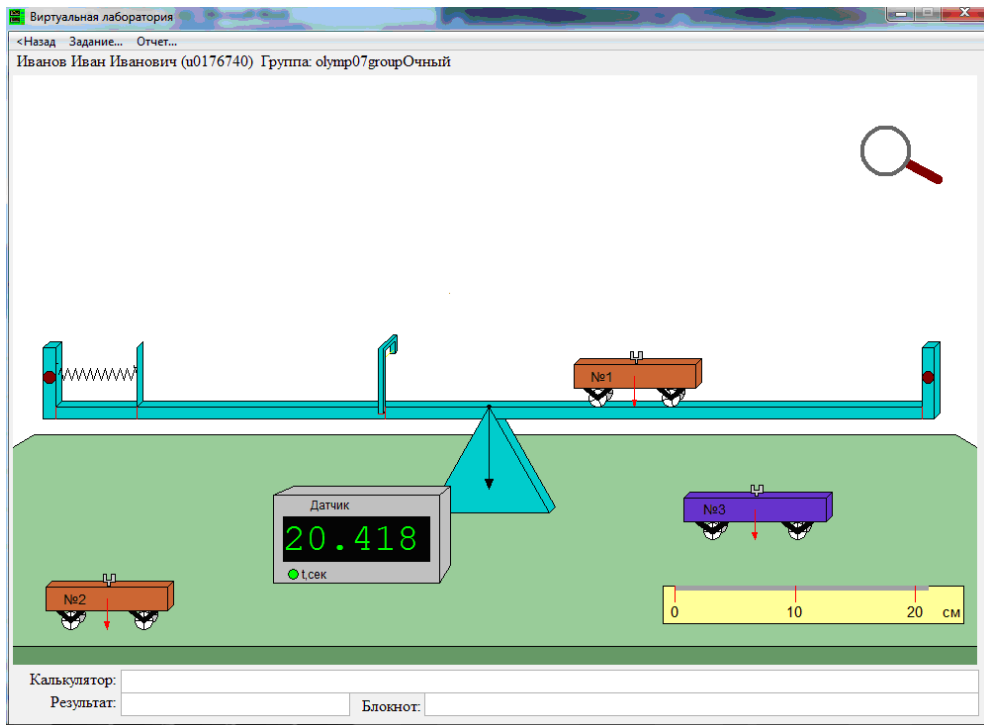 Виртуальная лаборатория
<Назад Задание... Отчет...
Иванов Иван Иванович (u0176740) Группа: olymp07groupОчный
№1
Датчик
20.418
t,сек
№3
№2
0 10 20 см
Калькулятор:
Результат: Блокнот: